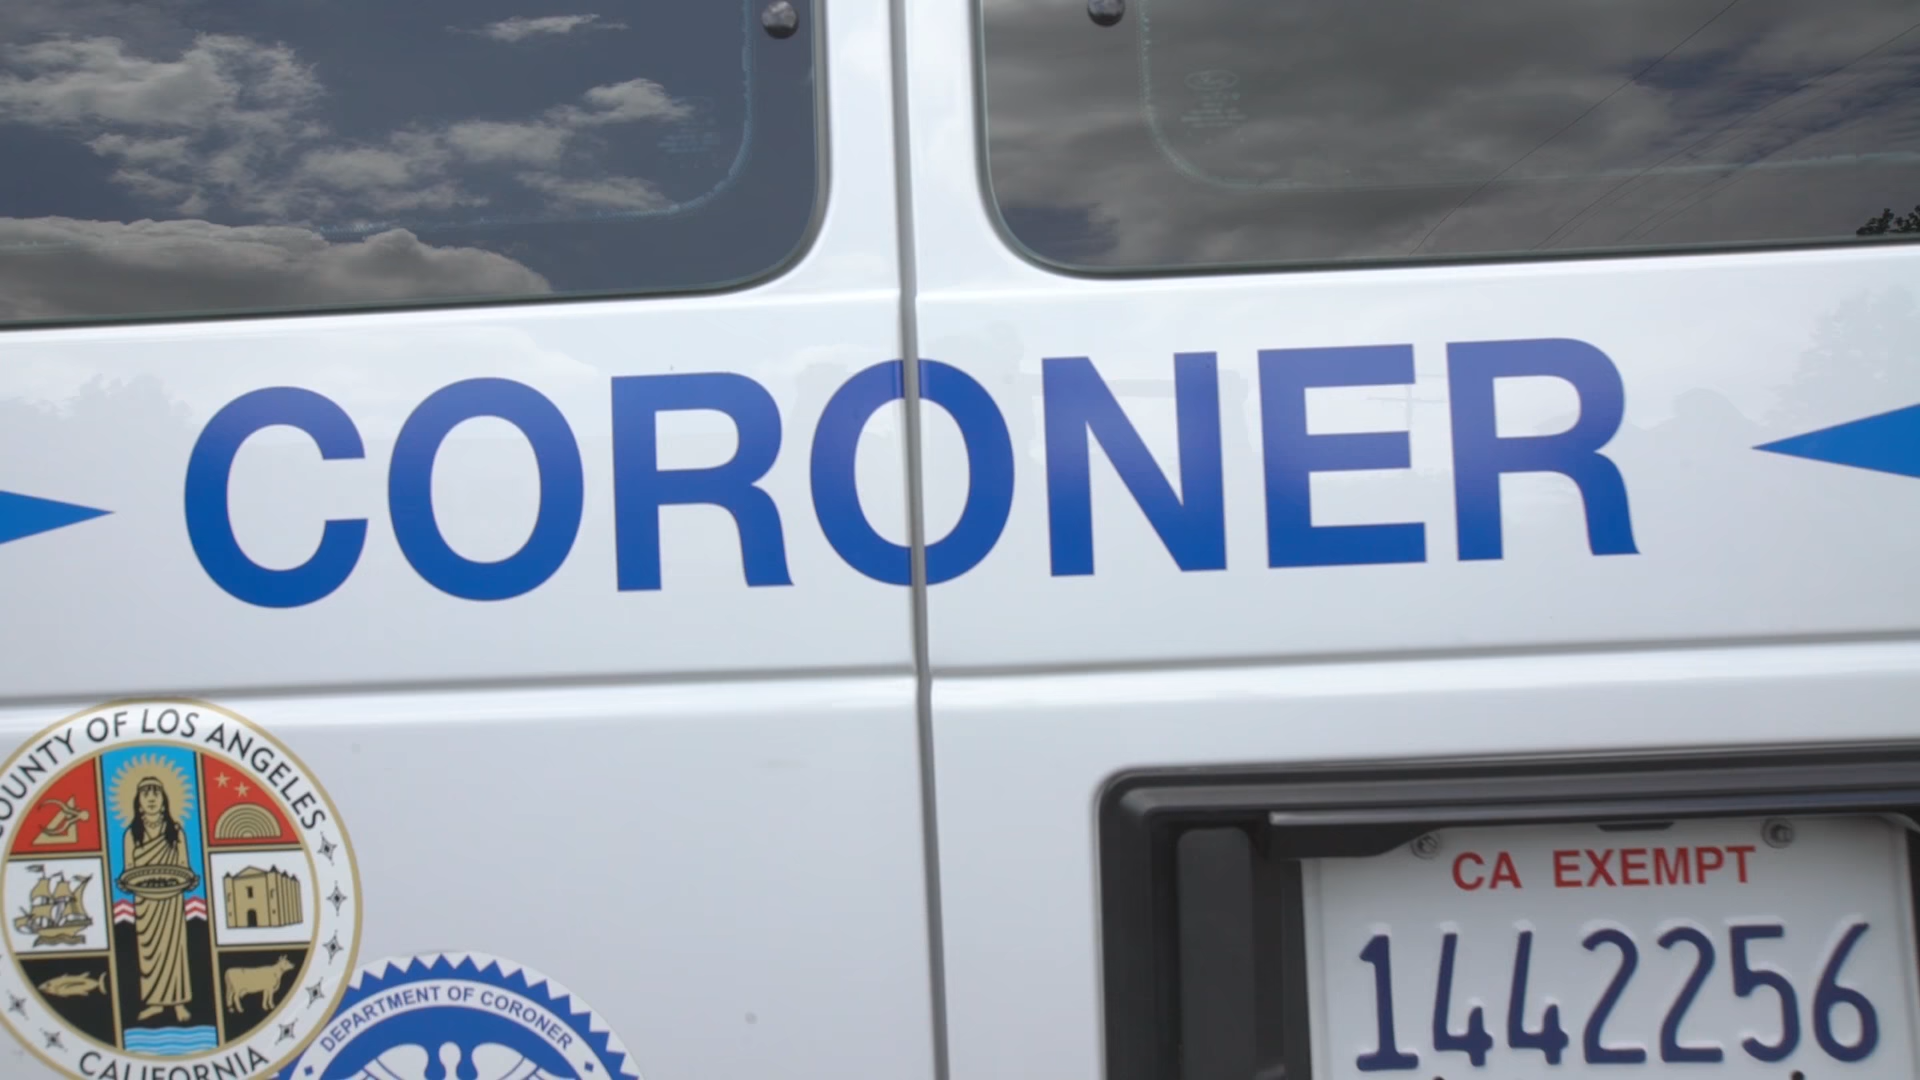 CORONER
COUNTY OF LOS ANGELES
CALIFORNIA
DEPARTMENT OF CORONER
CA EXEMPT
1442256